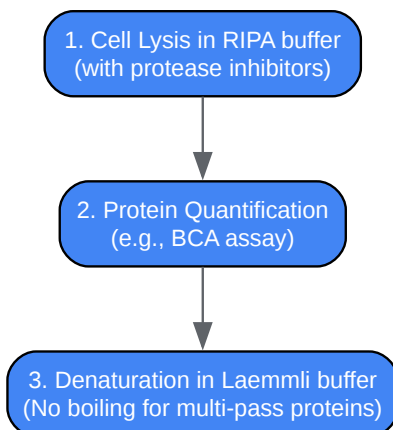 1. Cell Lysis in RIPA buffer
(with protease inhibitors)
2. Protein Quantification
(e.g., BCA assay)
3. Denaturation in Laemmli buffer
(No boiling for multi-pass proteins)